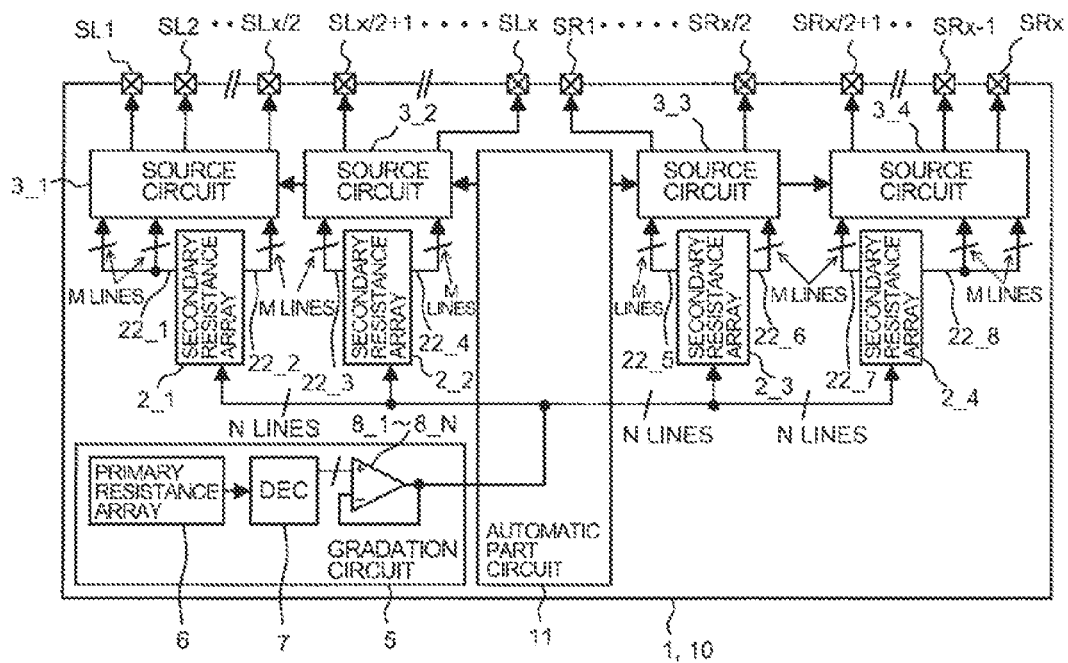 SL1 SL2 ・・ SLx/2 SLx/2+1 ・・・・・ SLx SR1 ・・・・・ SRx/2 SRx/2+1 ・・・・ SRx-1 SRx
3_2 3_3 3_4
3_1
SOURCE CIRCUIT
SOURCE CIRCUIT
SOURCE CIRCUIT
SOURCE CIRCUIT
SECONDARY RESISTANCE ARRAY
SECONDARY RESISTANCE ARRAY
SECONDARY RESISTANCE ARRAY
SECONDARY RESISTANCE ARRAY
M LINES M LINES M LINES M LINES M LINES M LINES
22_1 22_2 22_3 22_4 22_5 22_6 22_7 22_8
2_1 2_2 2_3 2_4
N LINES N LINES N LINES
8_1~8_N
PRIMARY RESISTANCE ARRAY
DEC
+
−
GRADATION CIRCUIT
AUTOMATIC PART CIRCUIT
6 7 5 11 1, 10